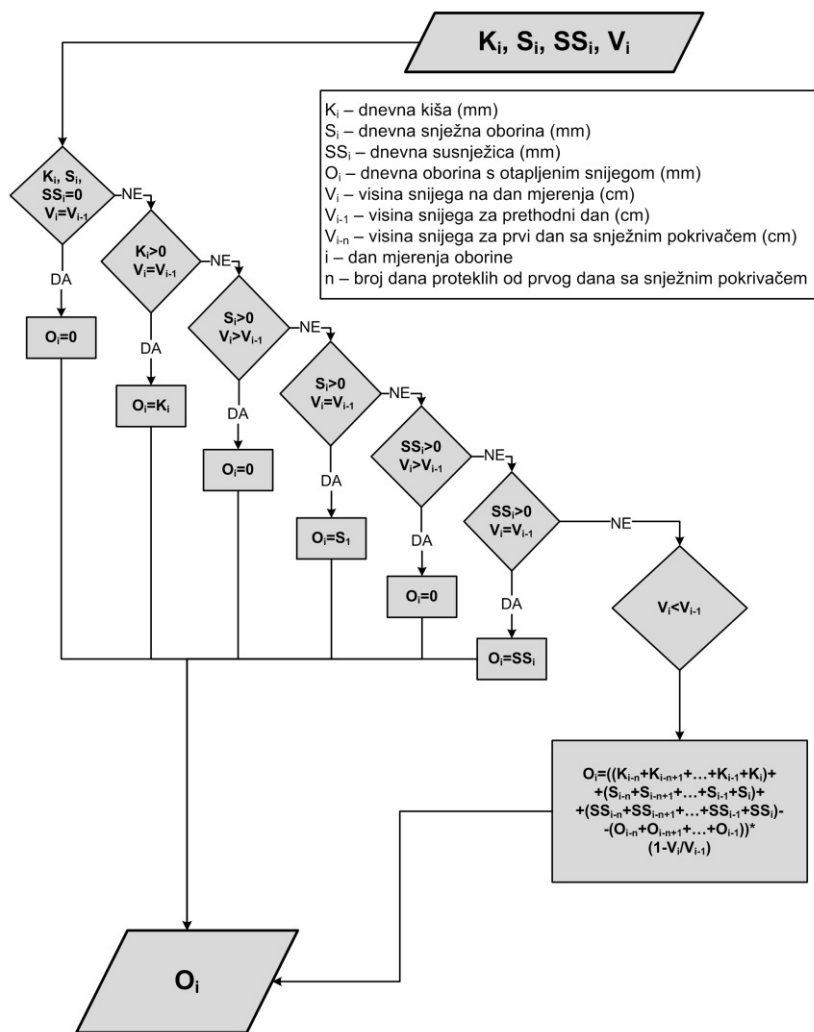 Kᵢ, Sᵢ, SSᵢ, Vᵢ
Kᵢ – dnevna kiša (mm)
Sᵢ – dnevna snježna oborina (mm)
SSᵢ – dnevna susnježica (mm)
Oᵢ – dnevna oborina s otapljenim snijegom (mm)
Vᵢ – visina snijega na dan mjerenja (cm)
Vᵢ₋₁ – visina snijega za prethodni dan (cm)
Vᵢ₋ₙ – visina snijega za prvi dan sa snježnim pokrivačem (cm)
i – dan mjerenja oborine
n – broj dana proteklih od prvog dana sa snježnim pokrivačem
Kᵢ, Sᵢ,
SSᵢ=0
Vᵢ=Vᵢ₋₁
NE
DA
Oᵢ=0
Kᵢ>0
Vᵢ=Vᵢ₋₁
NE
DA
Oᵢ=Kᵢ
Sᵢ>0
Vᵢ>Vᵢ₋₁
NE
DA
Oᵢ=0
Sᵢ>0
Vᵢ=Vᵢ₋₁
NE
DA
Oᵢ=S₁
SSᵢ>0
Vᵢ>Vᵢ₋₁
NE
DA
Oᵢ=0
SSᵢ>0
Vᵢ=Vᵢ₋₁
NE
DA
Oᵢ=SSᵢ
Vᵢ<Vᵢ₋₁
Oᵢ=((Kᵢ₋ₙ+Kᵢ₋ₙ₊₁+…+Kᵢ₋₁+Kᵢ)+
+(Sᵢ₋ₙ+Sᵢ₋ₙ₊₁+…+Sᵢ₋₁+Sᵢ)+
+(SSᵢ₋ₙ+SSᵢ₋ₙ₊₁+…+SSᵢ₋₁+SSᵢ)-
-(Oᵢ₋ₙ+Oᵢ₋ₙ₊₁+…+Oᵢ₋₁))*
(1-Vᵢ/Vᵢ₋₁)
Oᵢ